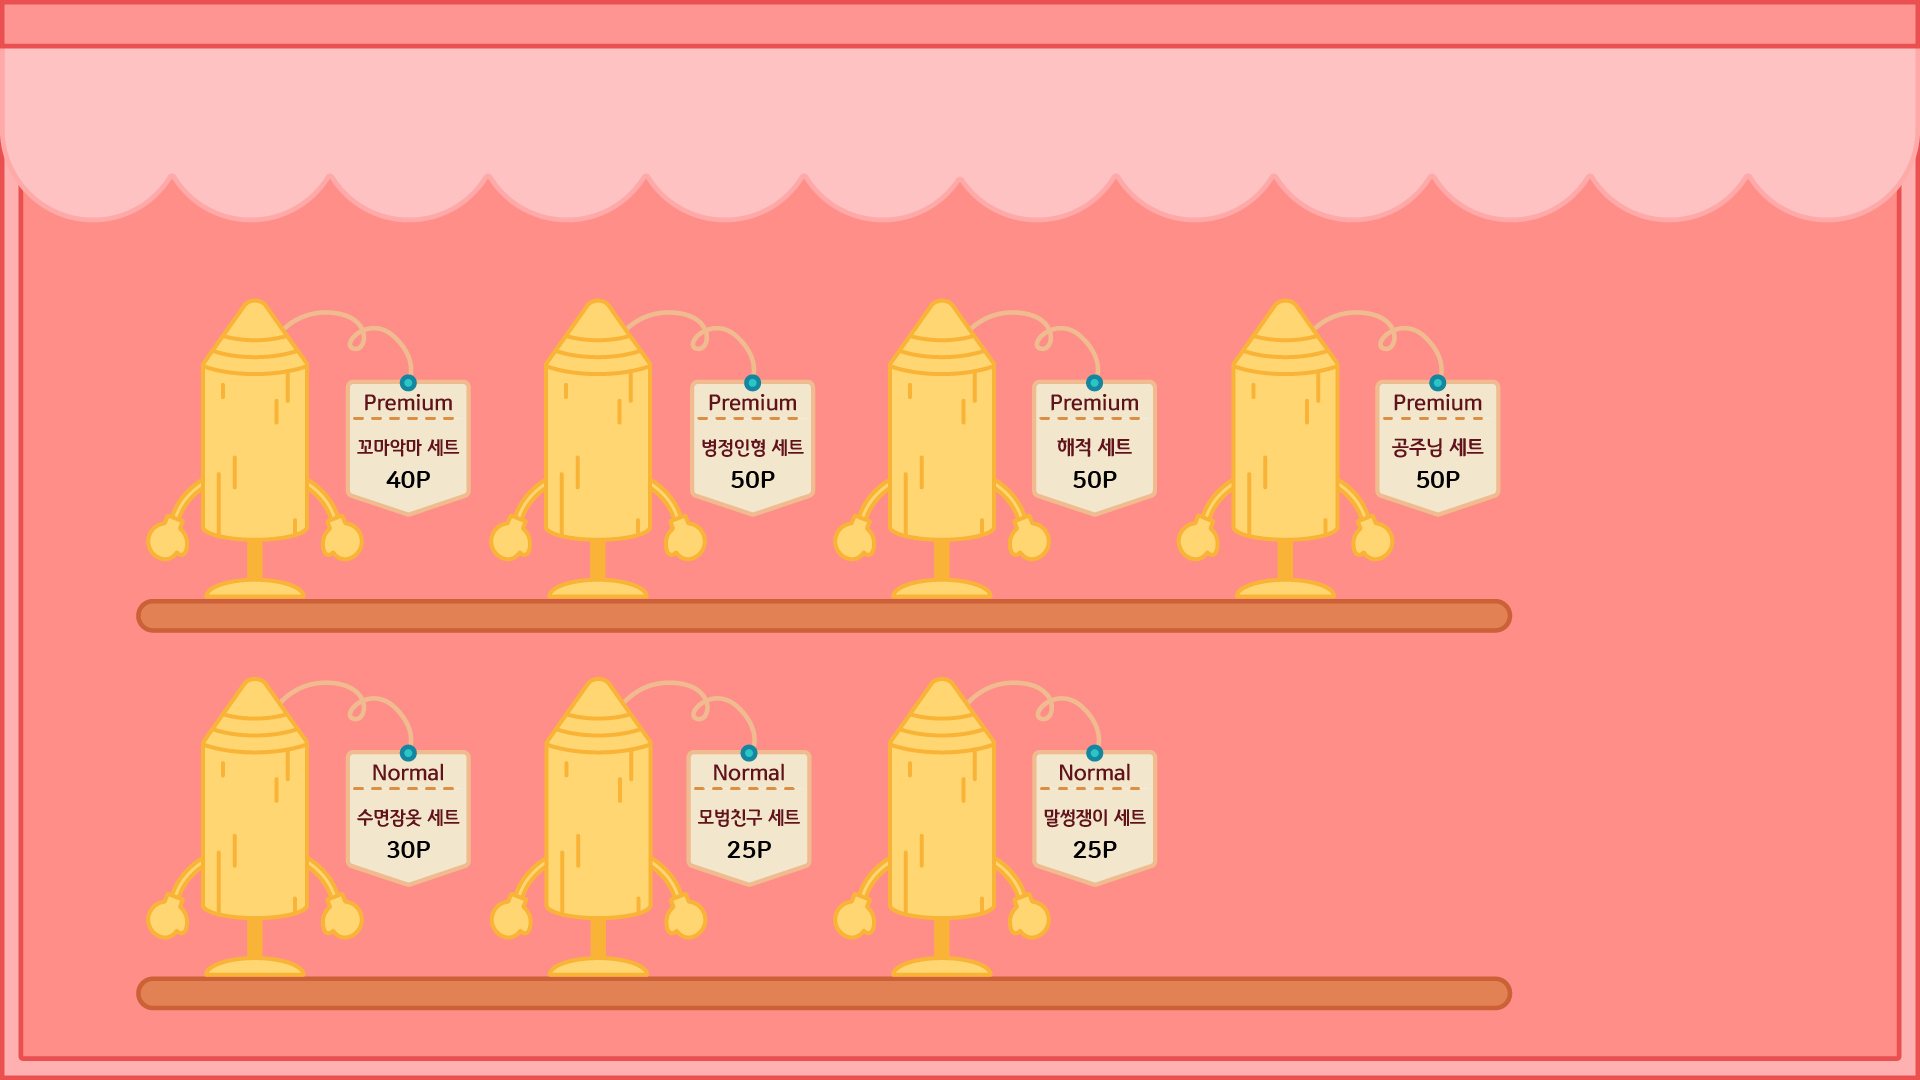 Premium
꼬마악마 세트
40P
Premium
병정인형 세트
50P
Premium
해적 세트
50P
Premium
공주님 세트
50P
Normal
수면잠옷 세트
30P
Normal
모범친구 세트
25P
Normal
말썽쟁이 세트
25P